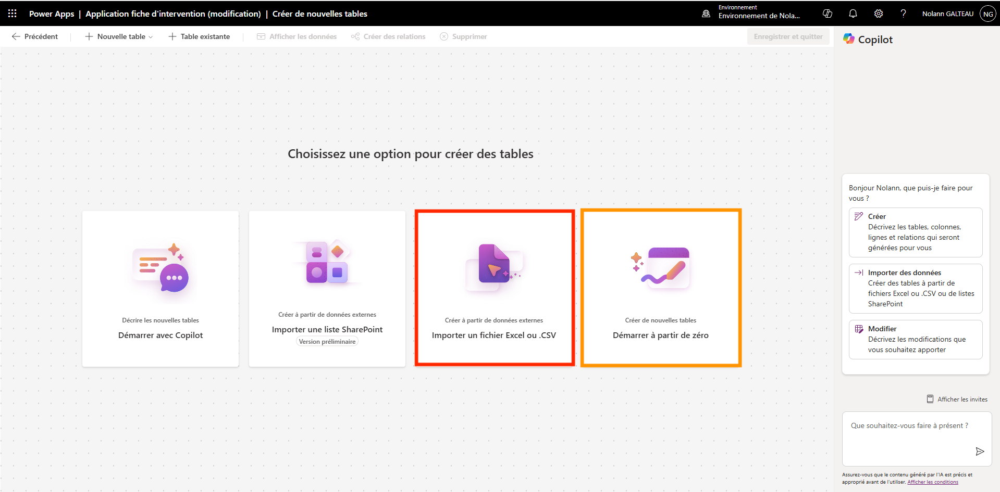 Power Apps | Application fiche d'intervention (modification) | Créer de nouvelles tables
Environnement
Environnement de Nola...
Nolann GALTEAU
NG
Précédent
Nouvelle table
Table existante
Afficher les données
Créer des relations
Supprimer
Enregistrer et quitter
Copilot
Choisissez une option pour créer des tables
Décrire les nouvelles tables
Démarrer avec Copilot
Créer à partir de données externes
Importer une liste SharePoint
Version préliminaire
Créer à partir de données externes
Importer un fichier Excel ou .CSV
Créer de nouvelles tables
Démarrer à partir de zéro
Bonjour Nolann, que puis-je faire pour
vous ?
Créer
Décrivez les tables, colonnes,
lignes et relations qui seront
générées pour vous
Importer des données
Créer des tables à partir de
fichiers Excel ou .CSV ou de listes
SharePoint
Modifier
Décrivez les modifications que
vous souhaitez apporter
Afficher les invites
Que souhaitez-vous faire à présent ?
Assurez-vous que le contenu généré par l'IA est précis et
approprié avant de l'utiliser. Afficher les conditions